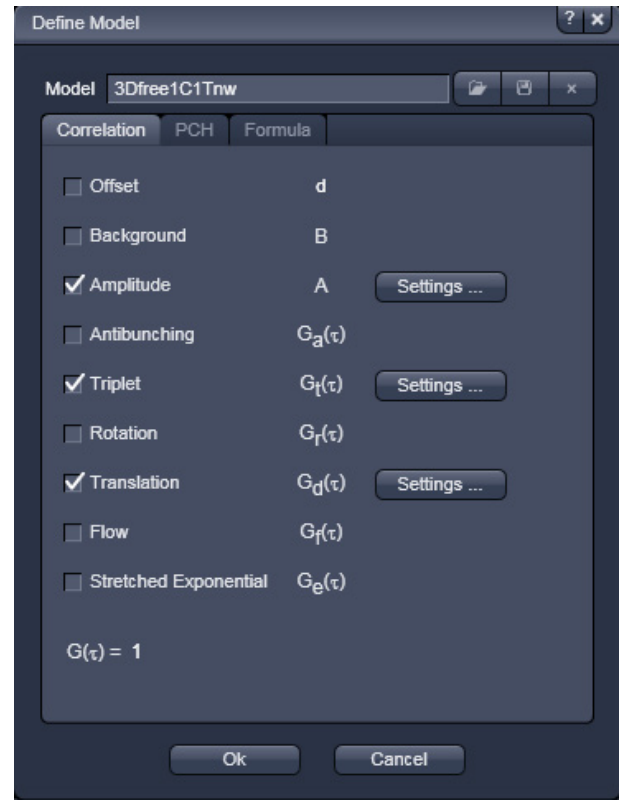 Define Model ? ×
Model 3Dfree1C1Tnw ×
Correlation PCH Formula
Offset d
Background B
Amplitude A Settings ...
Antibunching Ga(τ)
Triplet Gt(τ) Settings ...
Rotation Gr(τ)
Translation Gd(τ) Settings ...
Flow Gf(τ)
Stretched Exponential Ge(τ)
G(τ) = 1
Ok Cancel